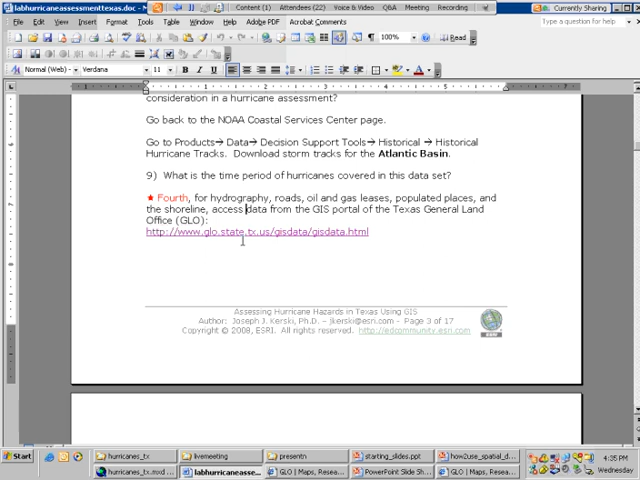 labhurricaneassessmenttexas.doc -
Content (1)
Attendees (22)
Voice & Video
Q&A
Meeting
Currently Sharing
File Edit View Insert Format Tools Table Window Help Adobe PDF Acrobat Comments
Type a question for help
100% Read
Normal (Web) Verdana 11 B I U
consideration in a hurricane assessment?
Go back to the NOAA Coastal Services Center page.
Go to Products→ Data→ Decision Support Tools→ Historical → Historical
Hurricane Tracks. Download storm tracks for the Atlantic Basin.
9) What is the time period of hurricanes covered in this data set?
★ Fourth, for hydrography, roads, oil and gas leases, populated places, and
the shoreline, access data from the GIS portal of the Texas General Land
Office (GLO):
http://www.glo.state.tx.us/gisdata/gisdata.html
Assessing Hurricane Hazards in Texas Using GIS
Author: Joseph J. Kerski, Ph.D. – jkerski@esri.com – Page 3 of 17
Copyright © 2008, ESRI. All rights reserved. http://edcommunity.esri.com
Start
hurricanes_tx
livemeeting
presentn
starting_slides.ppt
how2use_spatial_d...
4:35 PM
hurricanes_tx.mxd ...
labhurricaneasse...
GLO | Maps, Resea...
PowerPoint Slide Sh...
GLO | Maps, Resea...
Wednesday